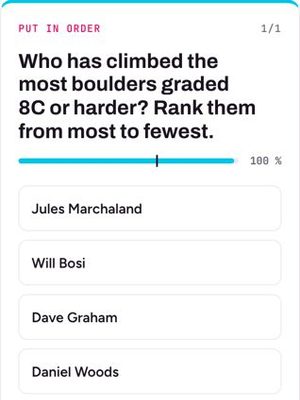 PUT IN ORDER 1/1
Who has climbed the
most boulders graded
8C or harder? Rank them
from most to fewest.
100 %
Jules Marchaland
Will Bosi
Dave Graham
Daniel Woods